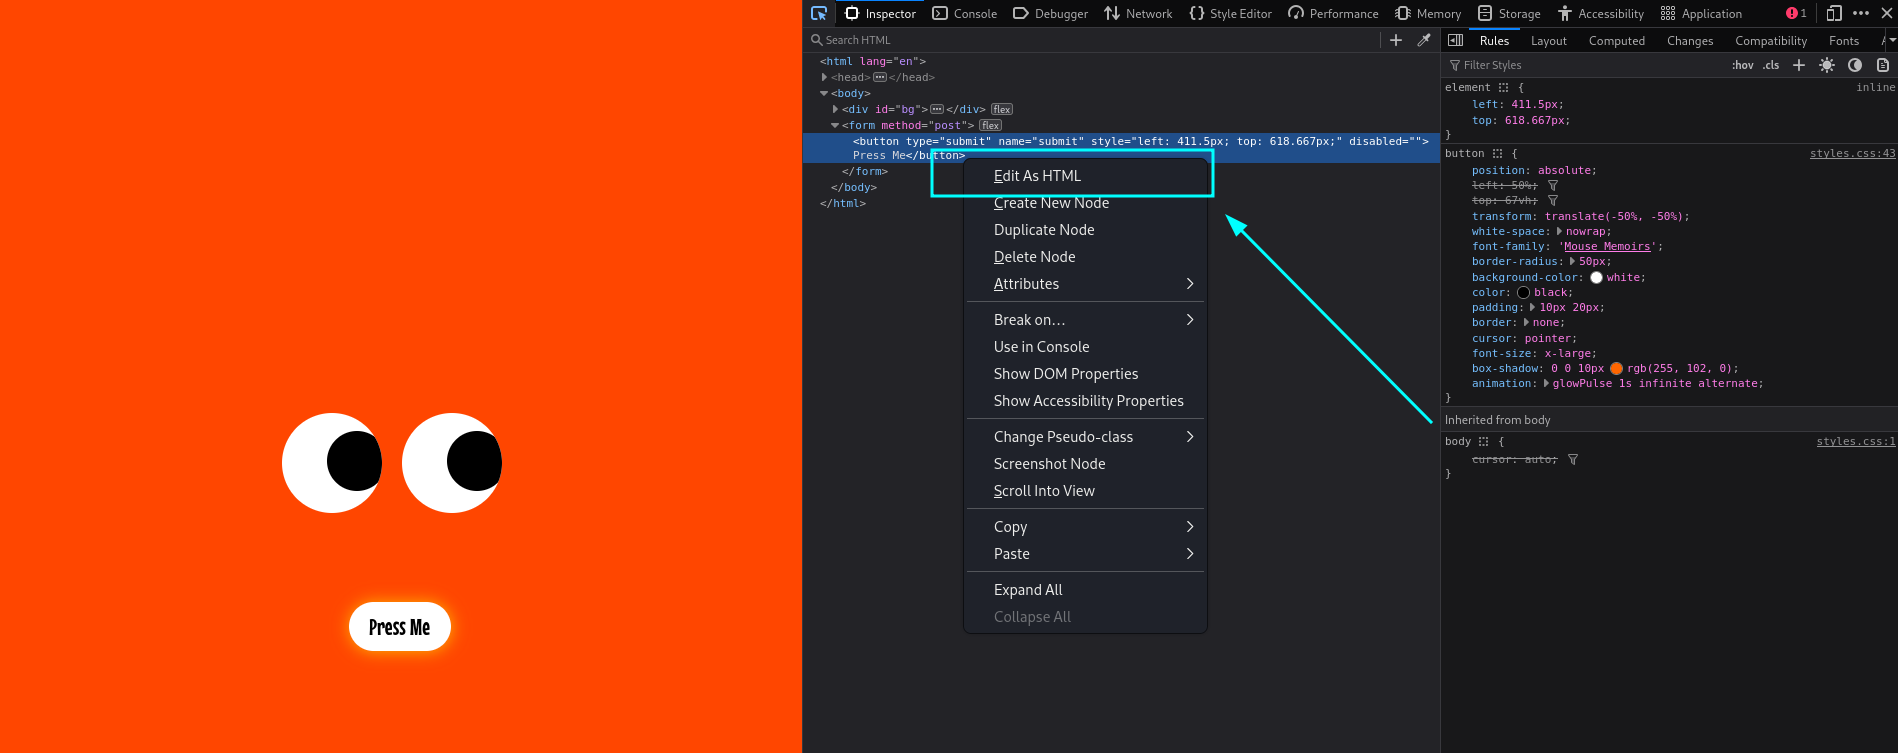 Press Me
Inspector Console Debugger Network Style Editor Performance Memory Storage Accessibility Application 1
Search HTML
<html lang="en">
<head></head>
<body>
<div id="bg"></div> flex
<form method="post"> flex
<button type="submit" name="submit" style="left: 411.5px; top: 618.667px;" disabled="">
Press Me</button>
</form>
</body>
</html>
Edit As HTML
Create New Node
Duplicate Node
Delete Node
Attributes
Break on…
Use in Console
Show DOM Properties
Show Accessibility Properties
Change Pseudo-class
Screenshot Node
Scroll Into View
Copy
Paste
Expand All
Collapse All
Rules Layout Computed Changes Compatibility Fonts
Filter Styles :hov .cls
element { inline
left: 411.5px;
top: 618.667px;
}
button { styles.css:43
position: absolute;
left: 50%;
top: 67vh;
transform: translate(-50%, -50%);
white-space: nowrap;
font-family: 'Mouse Memoirs';
border-radius: 50px;
background-color: white;
color: black;
padding: 10px 20px;
border: none;
cursor: pointer;
font-size: x-large;
box-shadow: 0 0 10px rgb(255, 102, 0);
animation: glowPulse 1s infinite alternate;
}
Inherited from body
body { styles.css:1
cursor: auto;
}